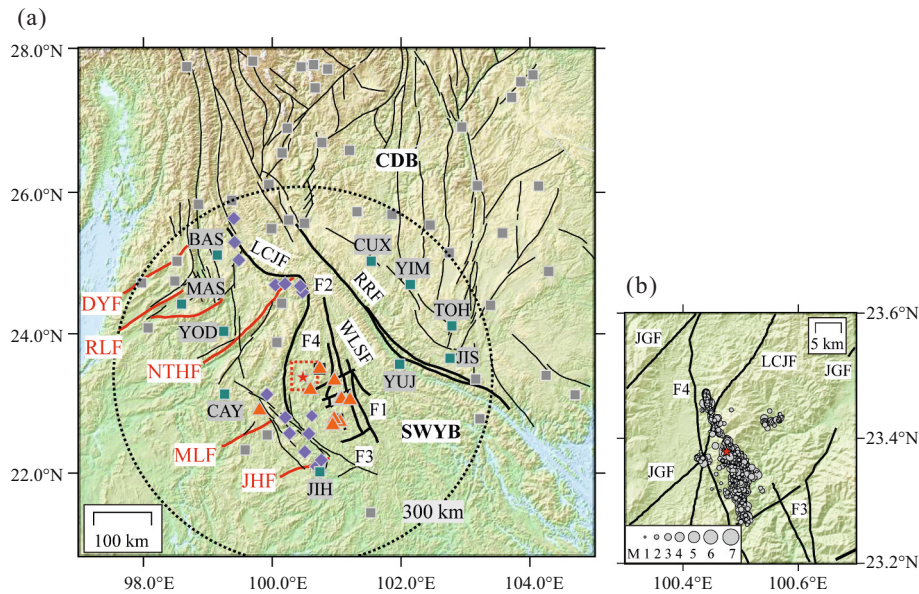 (a)
28.0°N
26.0°N
24.0°N
22.0°N
98.0°E
100.0°E
102.0°E
104.0°E
CDB
BAS
LCJF
CUX
DYF
MAS
F2
RRF
YIM
RLF
YOD
F4
WLSF
TOH
NTHF
JIS
YUJ
CAY
F1
MLF
SWYB
F3
JHF
JIH
300 km
100 km
(b)
23.6°N
23.4°N
23.2°N
100.4°E
100.6°E
JGF
5 km
LCJF
JGF
F4
JGF
F3
M 1 2 3 4 5 6 7